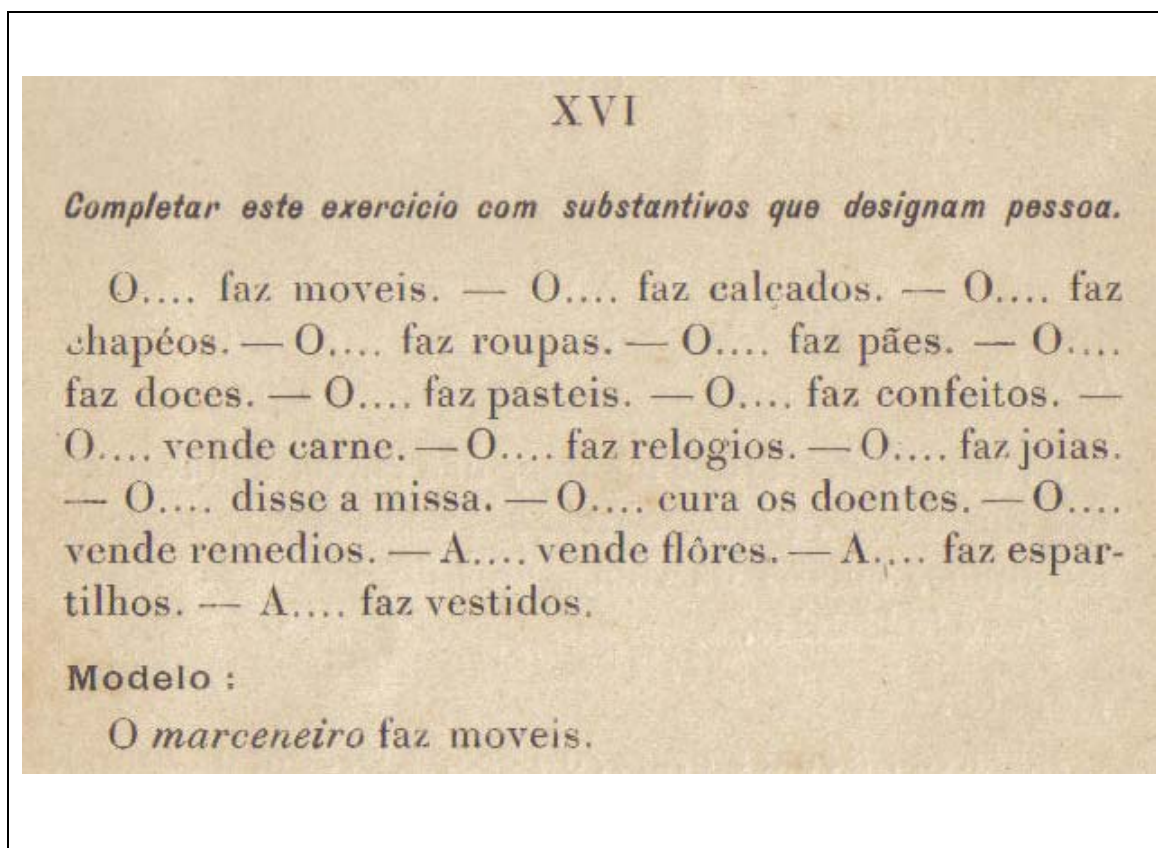 XVI
Completar este exercicio com substantivos que designam pessoa.
O.... faz moveis. — O.... faz calçados. — O.... faz
chapéos. — O.... faz roupas. — O.... faz pães. — O....
faz doces. — O.... faz pasteis. — O.... faz confeitos. —
O.... vende carne. — O.... faz relogios. — O.... faz joias.
— O.... disse a missa. — O.... cura os doentes. — O....
vende remedios. — A.... vende flôres. — A.... faz espar-
tilhos. — A.... faz vestidos.
Modelo :
O marceneiro faz moveis.